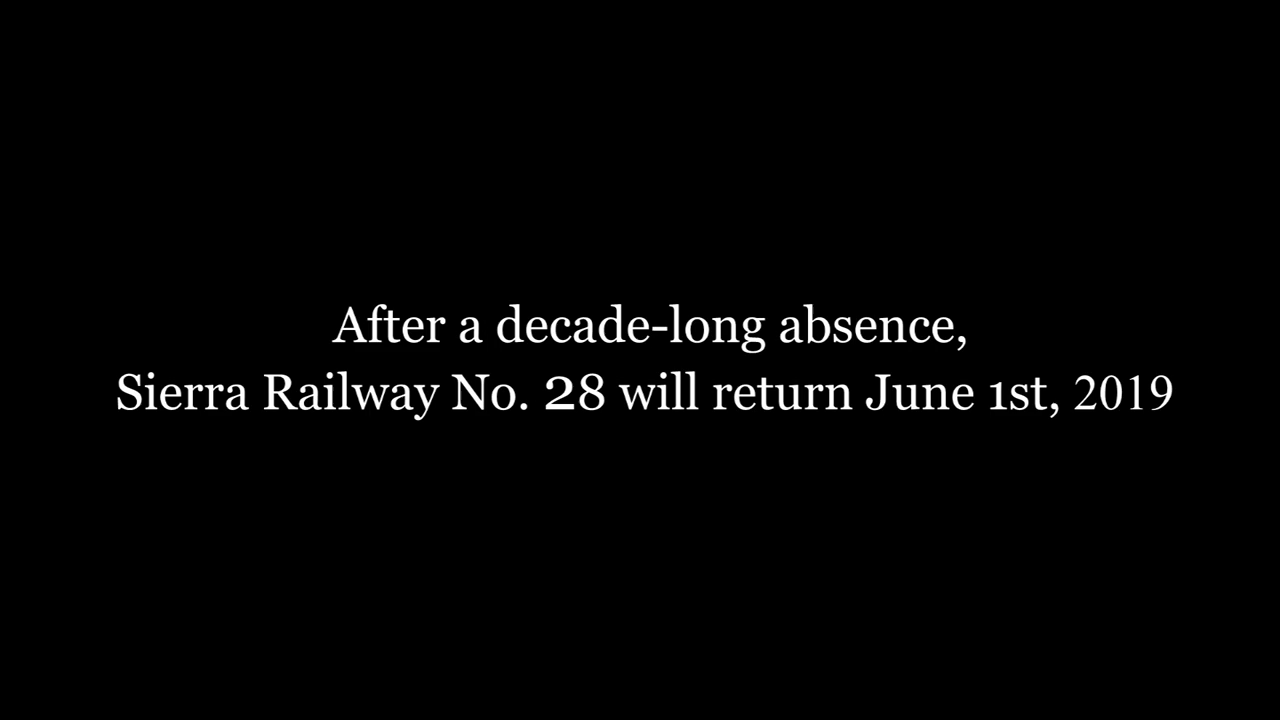 After a decade-long absence,
Sierra Railway No. 28 will return June 1st, 2019